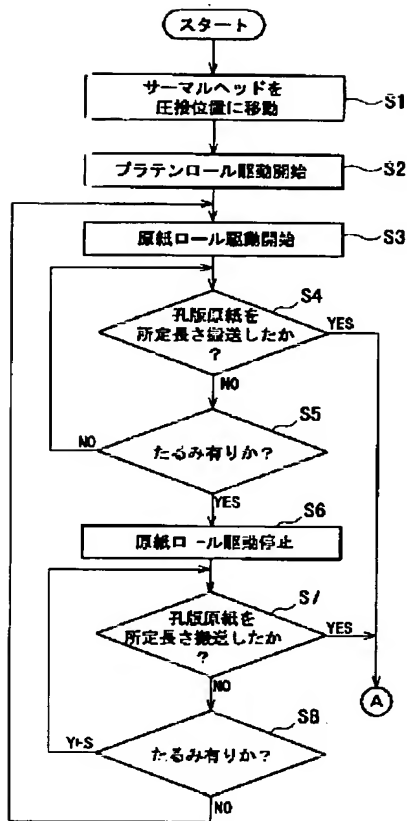 スタート
サーマルヘッドを
圧接位置に移動
S1
プラテンロール駆動開始
S2
原紙ロール駆動開始
S3
S4
孔版原紙を
所定長さ搬送したか
?
YES
NO
S5
たるみ有りか?
NO
YES
S6
原紙ロール駆動停止
S7
孔版原紙を
所定長さ搬送したか
?
YES
NO
A
S8
たるみ有りか?
YES
NO